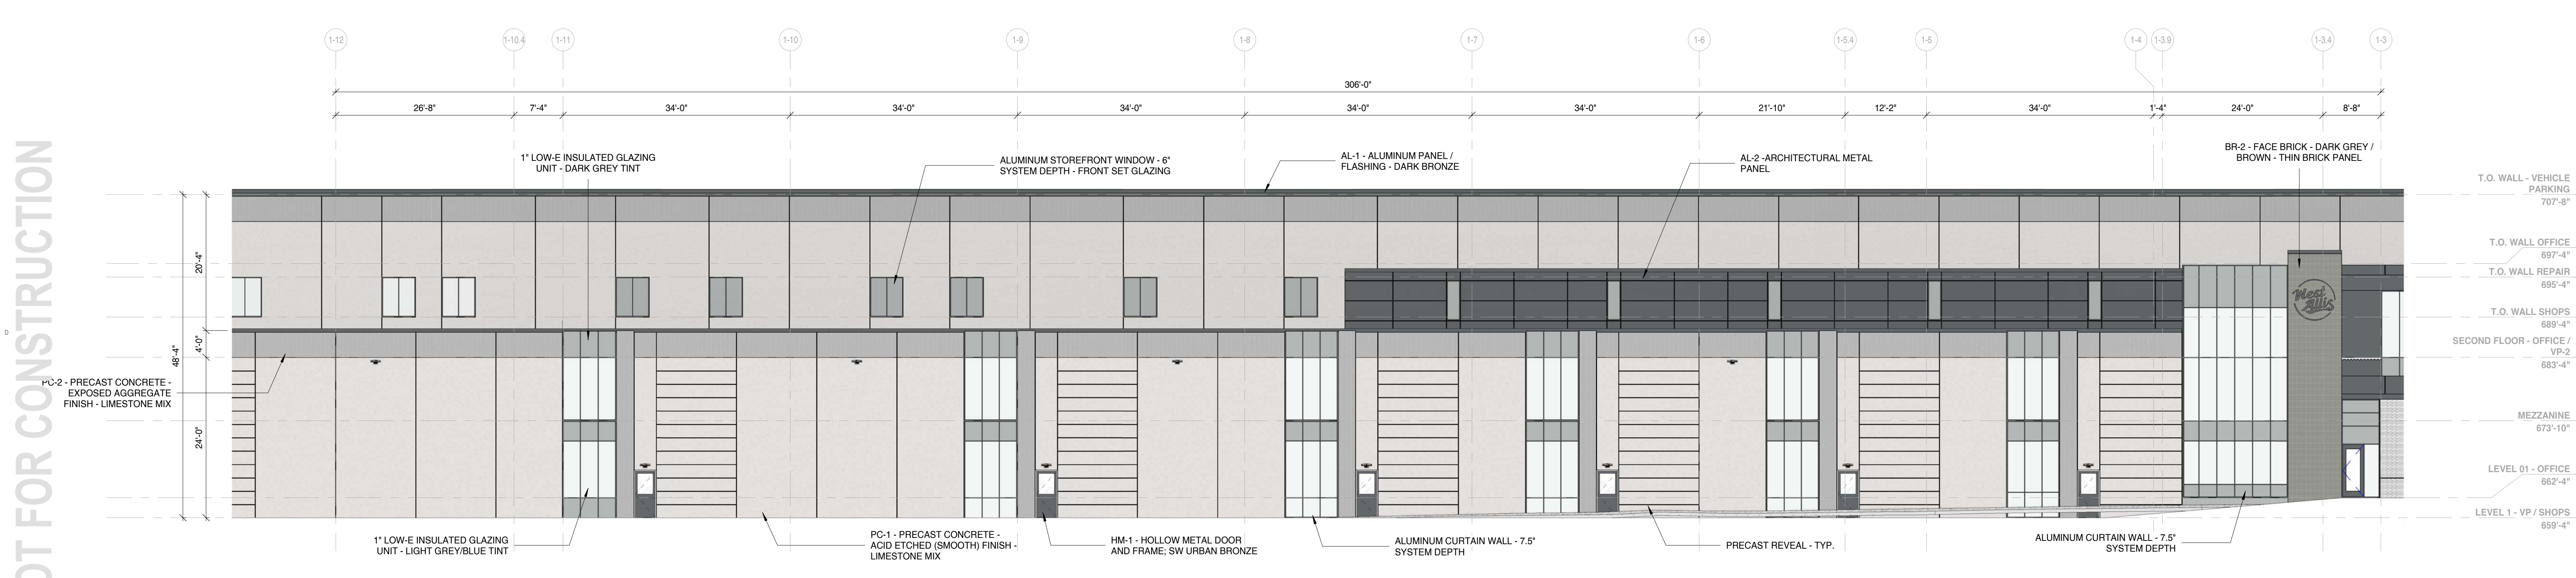 1-12
1-10.4
1-11
1-10
1-9
1-8
1-7
1-6
1-5.4
1-5
1-4
1-3.9
1-3.4
1-3
306'-0"
26'-8"
7'-4"
34'-0"
34'-0"
34'-0"
34'-0"
34'-0"
21'-10"
12'-2"
34'-0"
1'-4"
24'-0"
8'-8"
1" LOW-E INSULATED GLAZING
UNIT - DARK GREY TINT
ALUMINUM STOREFRONT WINDOW - 6"
SYSTEM DEPTH - FRONT SET GLAZING
AL-1 - ALUMINUM PANEL /
FLASHING - DARK BRONZE
AL-2 -ARCHITECTURAL METAL
PANEL
BR-2 - FACE BRICK - DARK GREY /
BROWN - THIN BRICK PANEL
T.O. WALL - VEHICLE
PARKING
707'-8"
T.O. WALL OFFICE
697'-4"
T.O. WALL REPAIR
695'-4"
T.O. WALL SHOPS
689'-4"
SECOND FLOOR - OFFICE /
VP-2
683'-4"
MEZZANINE
673'-10"
LEVEL 01 - OFFICE
662'-4"
LEVEL 1 - VP / SHOPS
659'-4"
20'-4"
4'-0"
48'-4"
24'-0"
D
OT FOR CONSTRUCTION
West
Allis
PC-2 - PRECAST CONCRETE -
EXPOSED AGGREGATE
FINISH - LIMESTONE MIX
1" LOW-E INSULATED GLAZING
UNIT - LIGHT GREY/BLUE TINT
PC-1 - PRECAST CONCRETE -
ACID ETCHED (SMOOTH) FINISH -
LIMESTONE MIX
HM-1 - HOLLOW METAL DOOR
AND FRAME; SW URBAN BRONZE
ALUMINUM CURTAIN WALL - 7.5"
SYSTEM DEPTH
PRECAST REVEAL - TYP.
ALUMINUM CURTAIN WALL - 7.5"
SYSTEM DEPTH